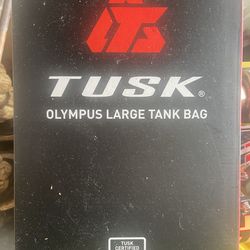 TUSK®
OLYMPUS LARGE TANK BAG
TUSK
CERTIFIED